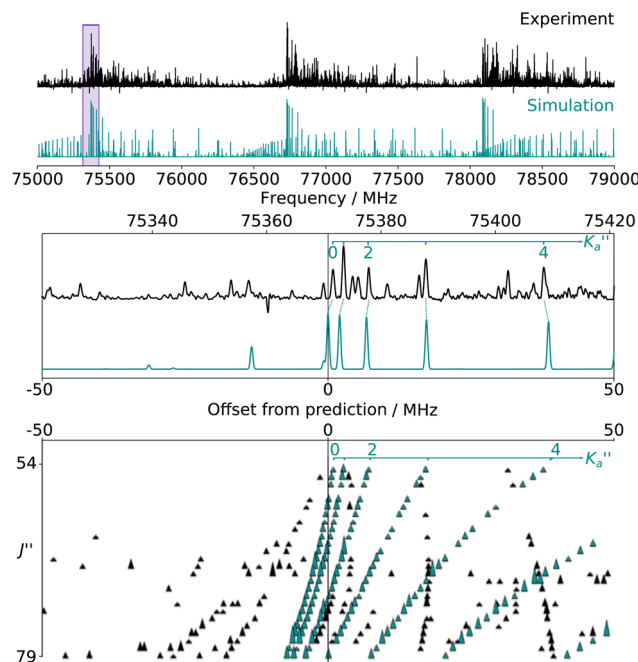 Experiment
Simulation
75000 75500 76000 76500 77000 77500 78000 78500 79000
Frequency / MHz
75340 75360 75380 75400 75420
0 2 4 Kₐ''
-50 0 50
Offset from prediction / MHz
-50 0 50
0 2 4 Kₐ''
54
J''
79